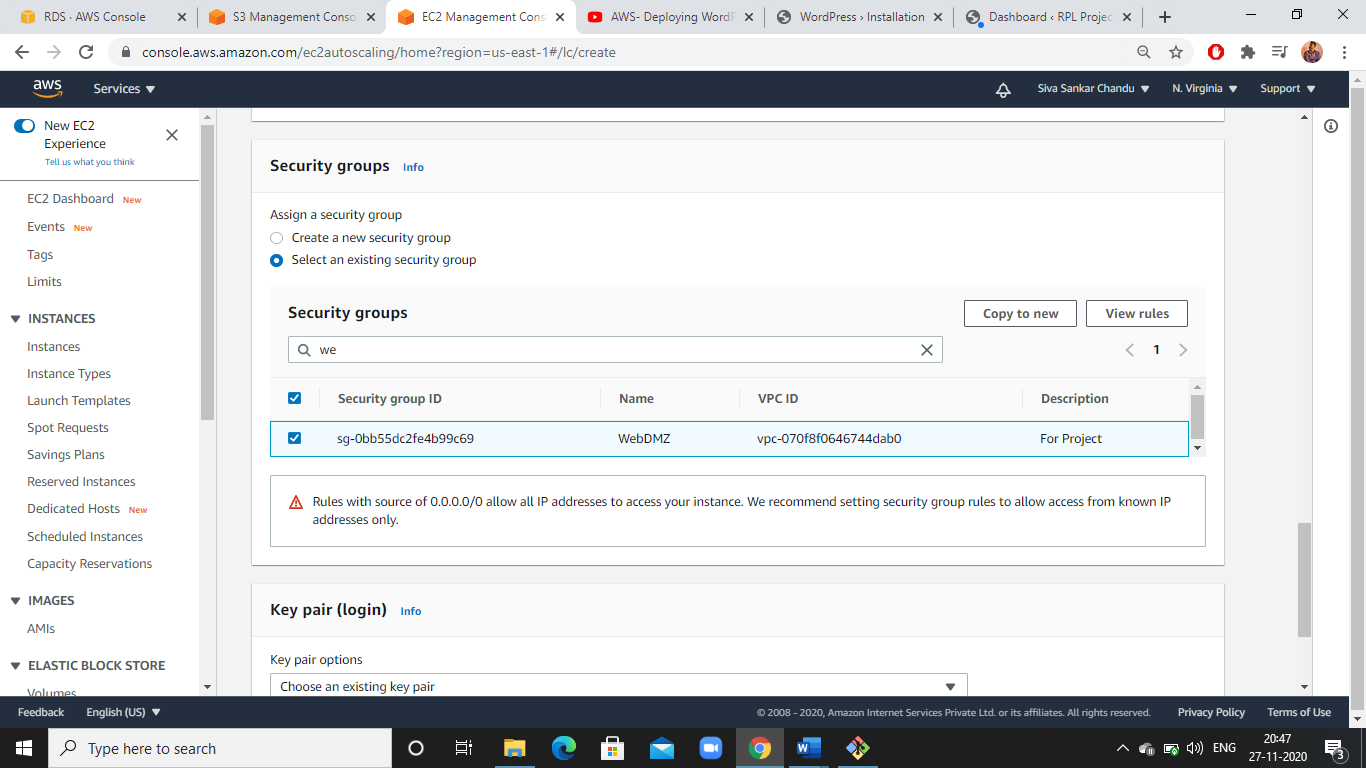 RDS · AWS Console
S3 Management Conso
EC2 Management Cons
AWS- Deploying WordP
WordPress › Installation
Dashboard ‹ RPL Projec
console.aws.amazon.com/ec2autoscaling/home?region=us-east-1#/lc/create
aws
Services
Siva Sankar Chandu
N. Virginia
Support
New EC2
Experience
Tell us what you think
EC2 Dashboard New
Events New
Tags
Limits
INSTANCES
Instances
Instance Types
Launch Templates
Spot Requests
Savings Plans
Reserved Instances
Dedicated Hosts New
Scheduled Instances
Capacity Reservations
IMAGES
AMIs
ELASTIC BLOCK STORE
Volumes
Security groups Info
Assign a security group
Create a new security group
Select an existing security group
Security groups
Copy to new
View rules
we
1
Security group ID Name VPC ID Description
sg-0bb55dc2fe4b99c69 WebDMZ vpc-070f8f0646744dab0 For Project
Rules with source of 0.0.0.0/0 allow all IP addresses to access your instance. We recommend setting security group rules to allow access from known IP
addresses only.
Key pair (login) Info
Key pair options
Choose an existing key pair
Feedback
English (US)
© 2008 - 2020, Amazon Internet Services Private Ltd. or its affiliates. All rights reserved.
Privacy Policy
Terms of Use
Type here to search
ENG
20:47
27-11-2020
3